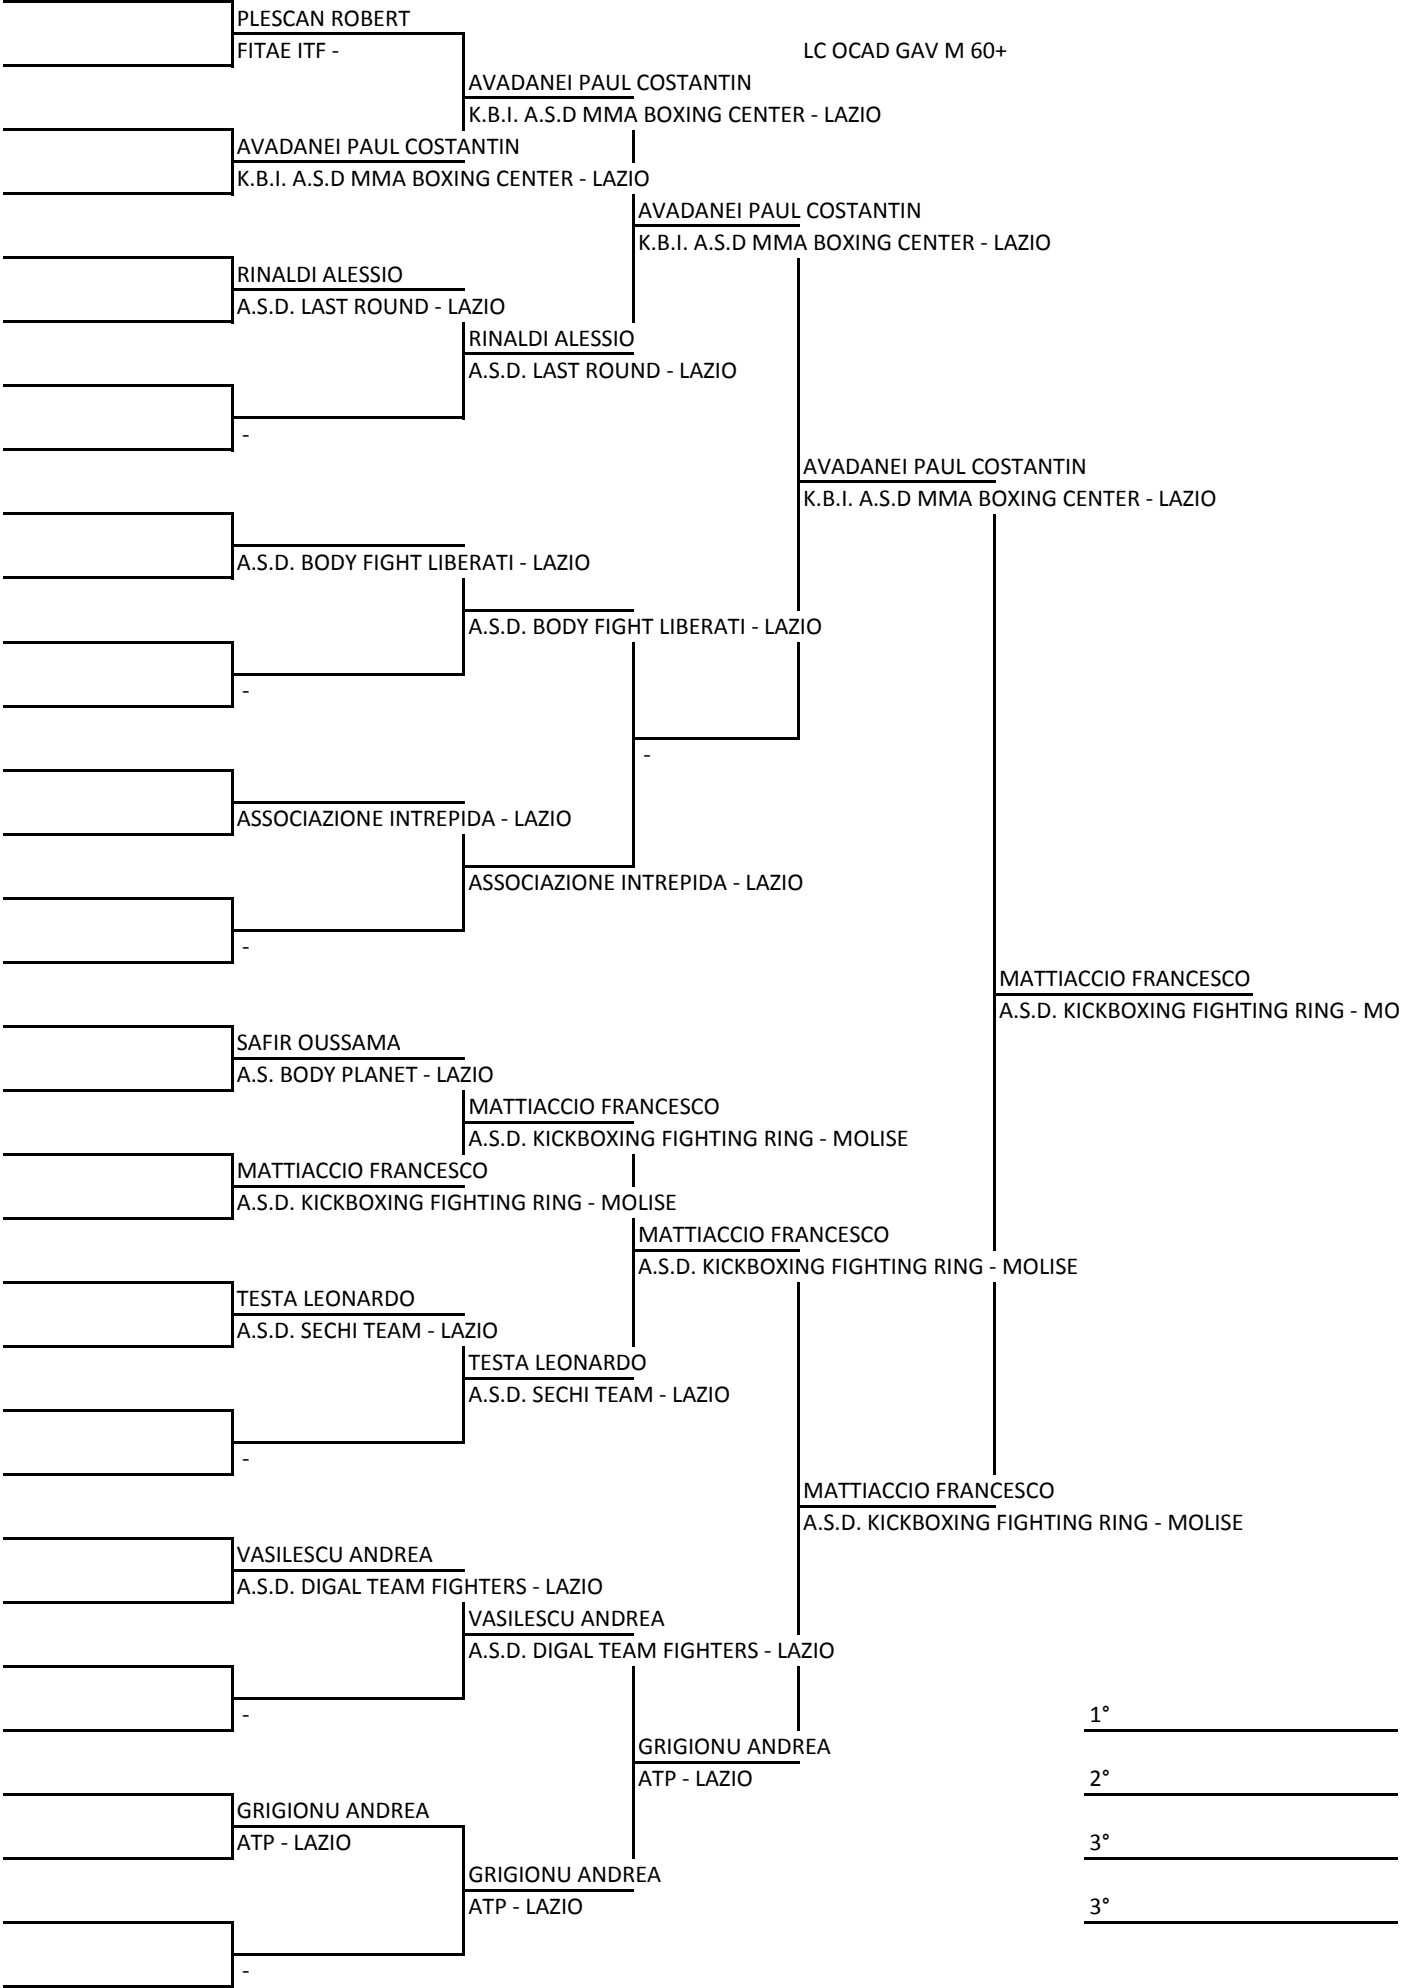 PLESCAN ROBERT
FITAE ITF -
LC OCAD GAV M 60+
AVADANEI PAUL COSTANTIN
K.B.I. A.S.D MMA BOXING CENTER - LAZIO
AVADANEI PAUL COSTANTIN
K.B.I. A.S.D MMA BOXING CENTER - LAZIO
AVADANEI PAUL COSTANTIN
K.B.I. A.S.D MMA BOXING CENTER - LAZIO
RINALDI ALESSIO
A.S.D. LAST ROUND - LAZIO
RINALDI ALESSIO
A.S.D. LAST ROUND - LAZIO
-
AVADANEI PAUL COSTANTIN
K.B.I. A.S.D MMA BOXING CENTER - LAZIO
A.S.D. BODY FIGHT LIBERATI - LAZIO
A.S.D. BODY FIGHT LIBERATI - LAZIO
-
-
ASSOCIAZIONE INTREPIDA - LAZIO
ASSOCIAZIONE INTREPIDA - LAZIO
-
MATTIACCIO FRANCESCO
A.S.D. KICKBOXING FIGHTING RING - MO
SAFIR OUSSAMA
A.S. BODY PLANET - LAZIO
MATTIACCIO FRANCESCO
A.S.D. KICKBOXING FIGHTING RING - MOLISE
MATTIACCIO FRANCESCO
A.S.D. KICKBOXING FIGHTING RING - MOLISE
MATTIACCIO FRANCESCO
A.S.D. KICKBOXING FIGHTING RING - MOLISE
TESTA LEONARDO
A.S.D. SECHI TEAM - LAZIO
TESTA LEONARDO
A.S.D. SECHI TEAM - LAZIO
-
MATTIACCIO FRANCESCO
A.S.D. KICKBOXING FIGHTING RING - MOLISE
VASILESCU ANDREA
A.S.D. DIGAL TEAM FIGHTERS - LAZIO
VASILESCU ANDREA
A.S.D. DIGAL TEAM FIGHTERS - LAZIO
-
1°
GRIGIONU ANDREA
ATP - LAZIO
2°
GRIGIONU ANDREA
ATP - LAZIO
3°
GRIGIONU ANDREA
ATP - LAZIO
3°
-